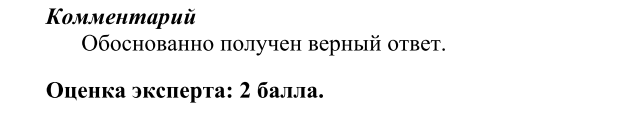 Комментарий
Обоснованно получен верный ответ.
Оценка эксперта: 2 балла.